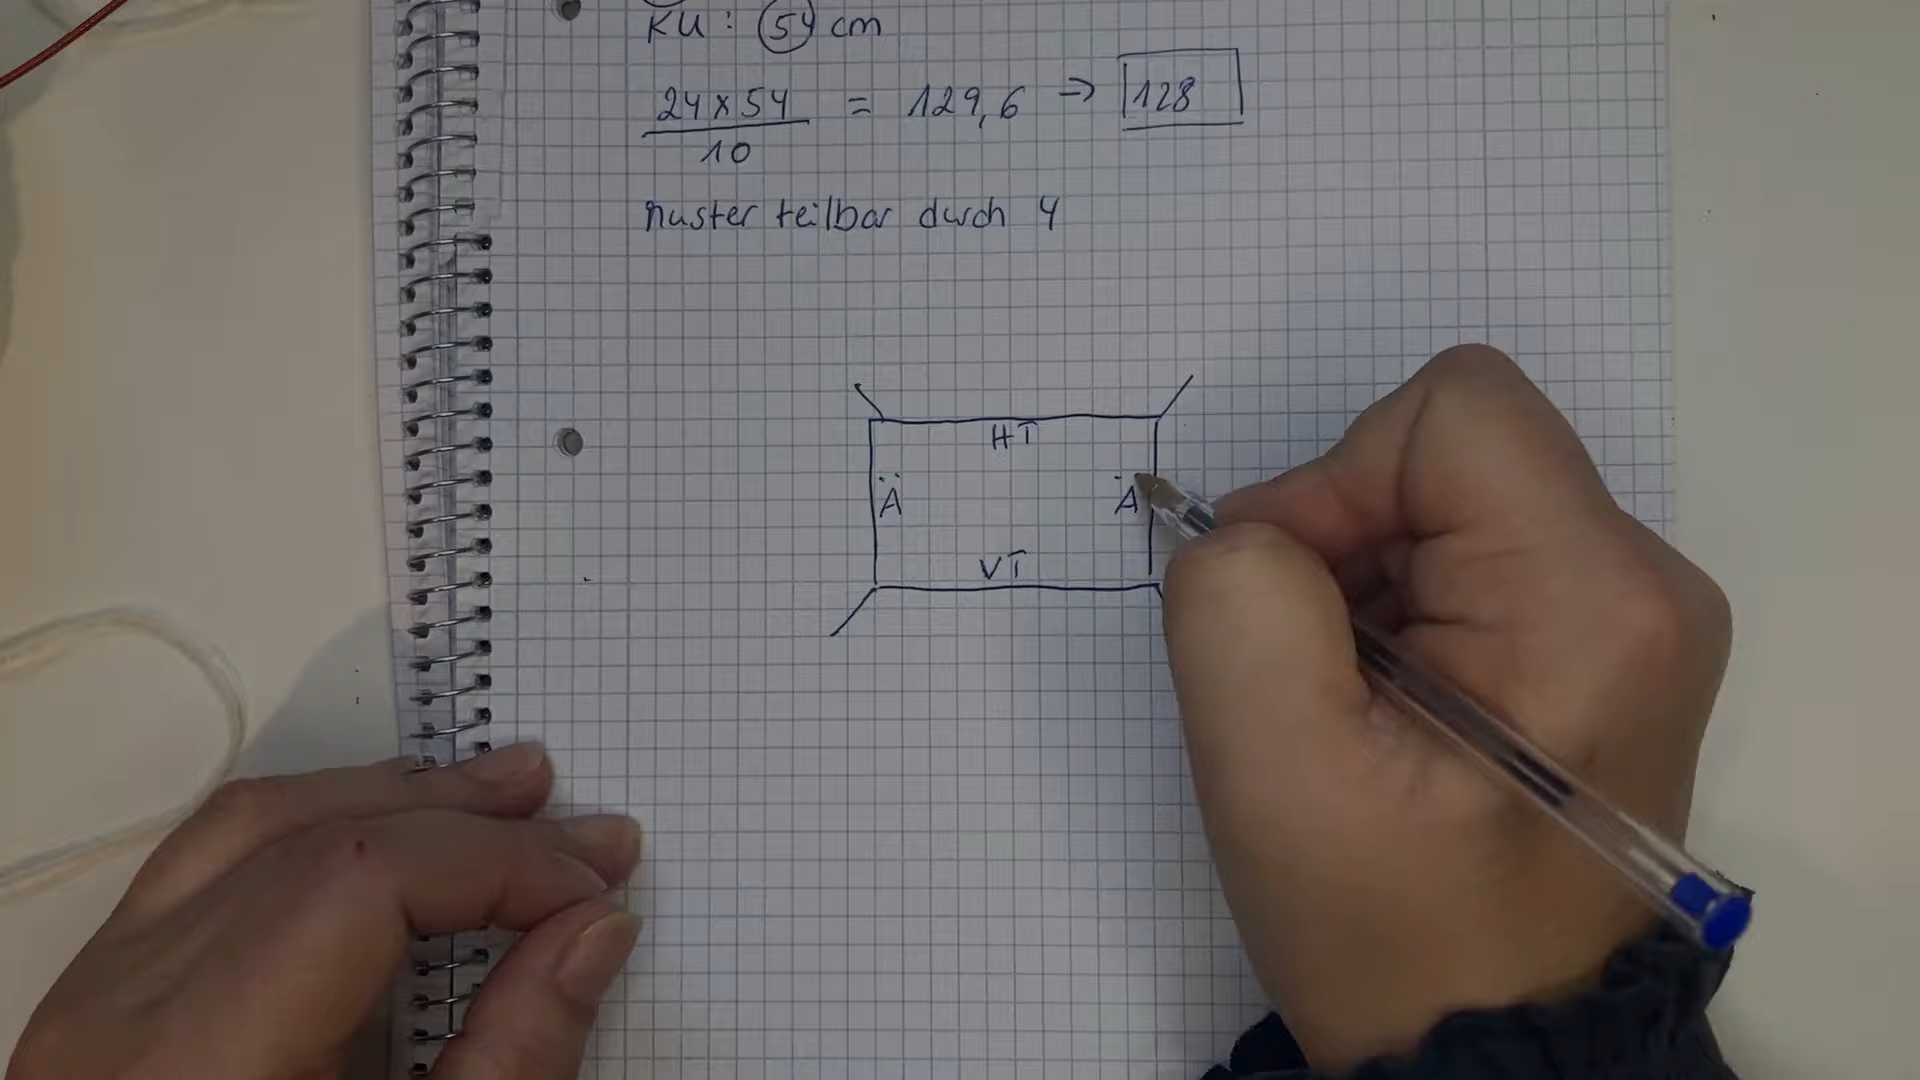 KU: 54 cm
24 x 54 = 129,6 → 128
10
Muster teilbar durch 4
HT
Ä Ä
VT